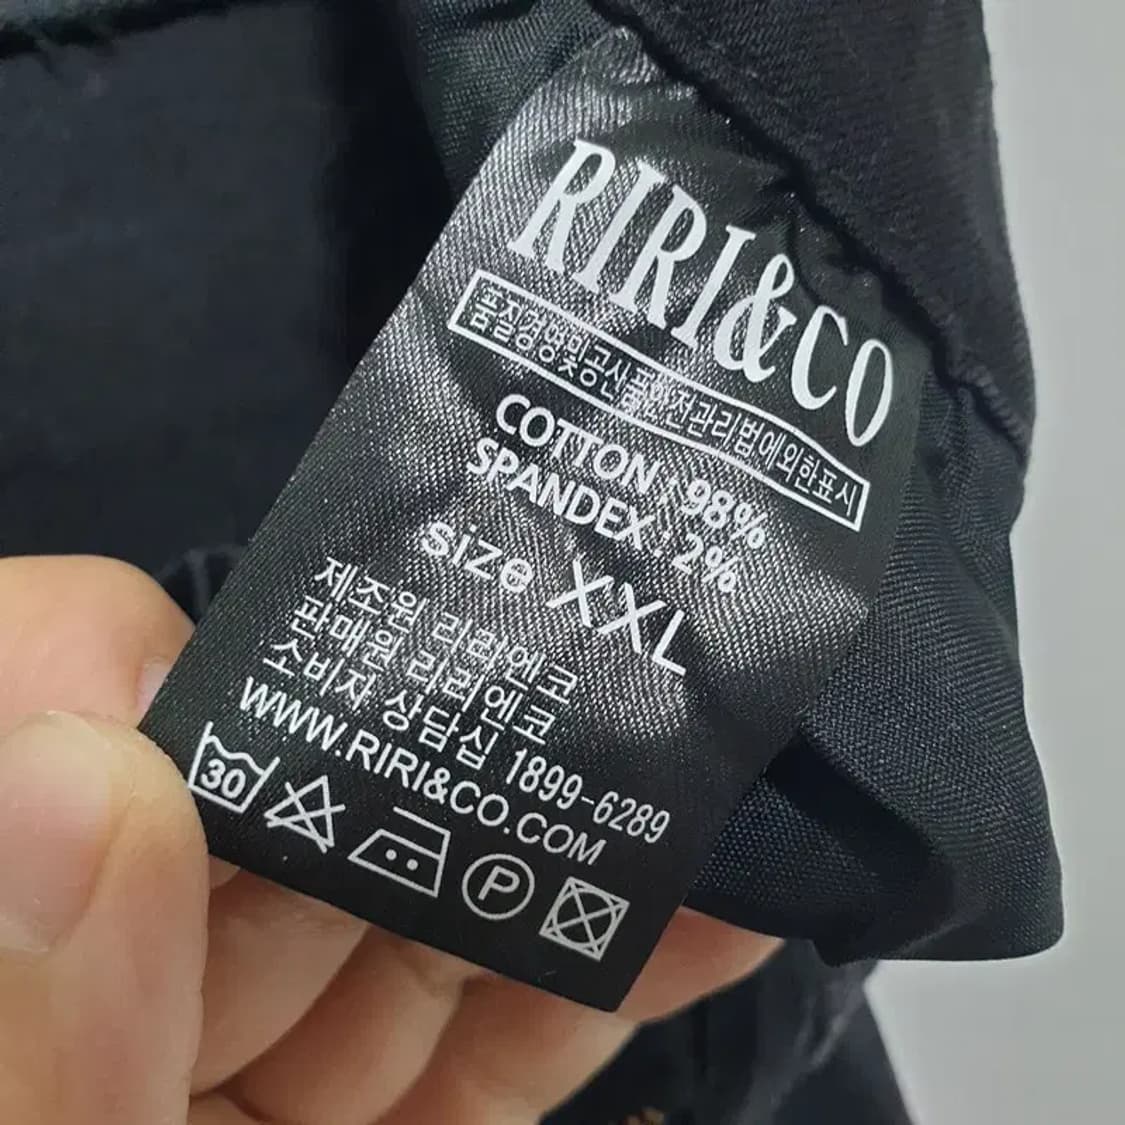 RIRI&CO
품질경영및공산품안전관리법에의한표시
COTTON : 98%
SPANDEX : 2%
size XXL
제조원 리리엔코
판매원 리리엔코
소비자 상담십 1899-6289
WWW.RIRI&CO.COM
30
P